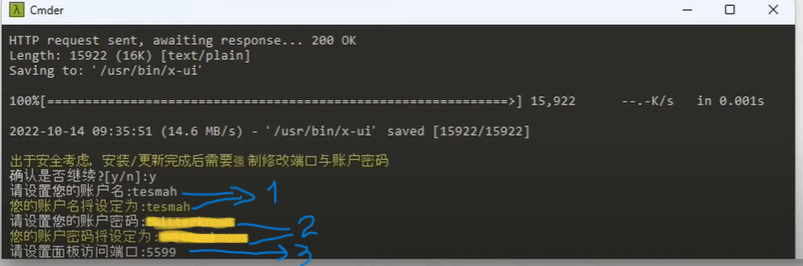 Cmder
HTTP request sent, awaiting response... 200 OK
Length: 15922 (16K) [text/plain]
Saving to: ‘/usr/bin/x-ui’
100%[=========================================================>] 15,922 --.-K/s in 0.001s
2022-10-14 09:35:51 (14.6 MB/s) - ‘/usr/bin/x-ui’ saved [15922/15922]
出于安全考虑，安装/更新完成后需要强制修改端口与账户密码
确认是否继续?[y/n]:y
请设置您的账户名:tesmah
您的账户名将设定为:tesmah
1
请设置您的账户密码:
2
您的账户密码将设定为:
请设置面板访问端口:5599
3